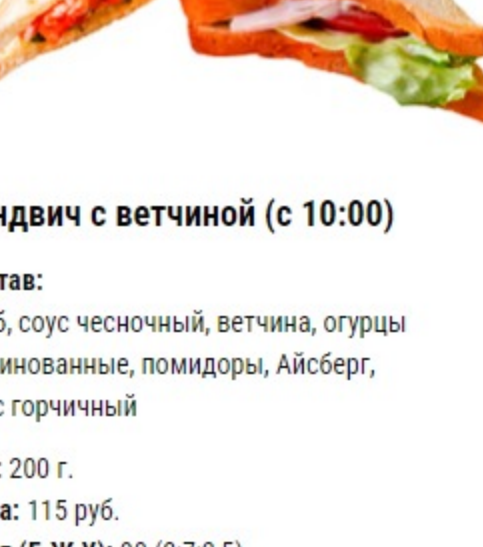 ндвич с ветчиной (с 10:00)
тав:
б, соус чесночный, ветчина, огурцы
инованные, помидоры, Айсберг,
с горчичный
: 200 г.
а: 115 руб.